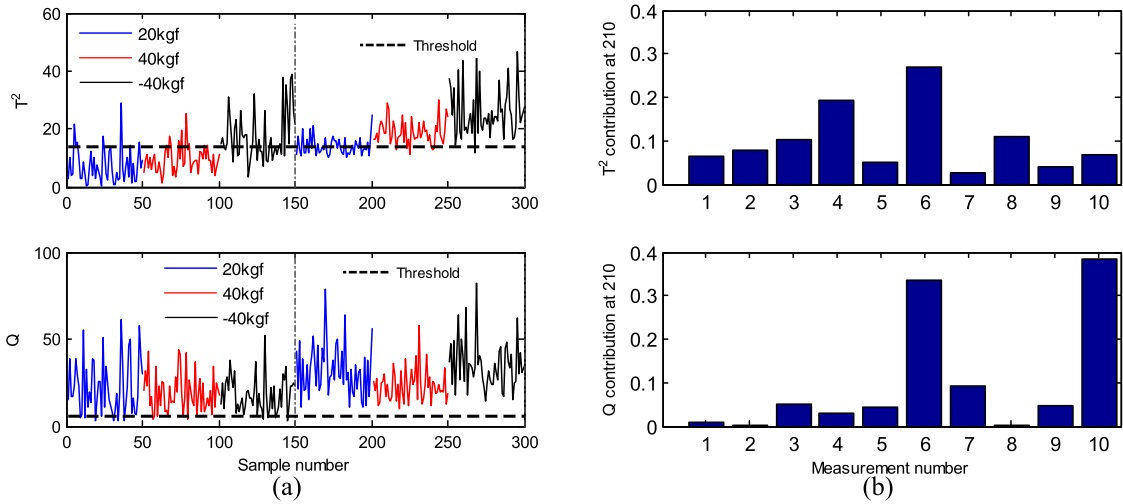 60
40
20
0
T²
20kgf
40kgf
-40kgf
Threshold
0 50 100 150 200 250 300
100
50
0
Q
20kgf
40kgf
-40kgf
Threshold
0 50 100 150 200 250 300
Sample number
(a)
0.4
0.3
0.2
0.1
0
T² contribution at 210
1 2 3 4 5 6 7 8 9 10
0.4
0.3
0.2
0.1
0
Q contribution at 210
1 2 3 4 5 6 7 8 9 10
Measurement number
(b)